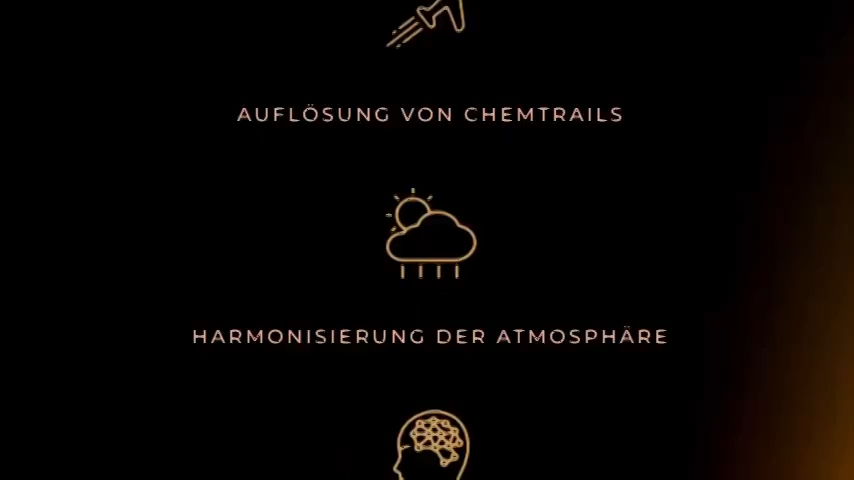 AUFLÖSUNG VON CHEMTRAILS
HARMONISIERUNG DER ATMOSPHÄRE